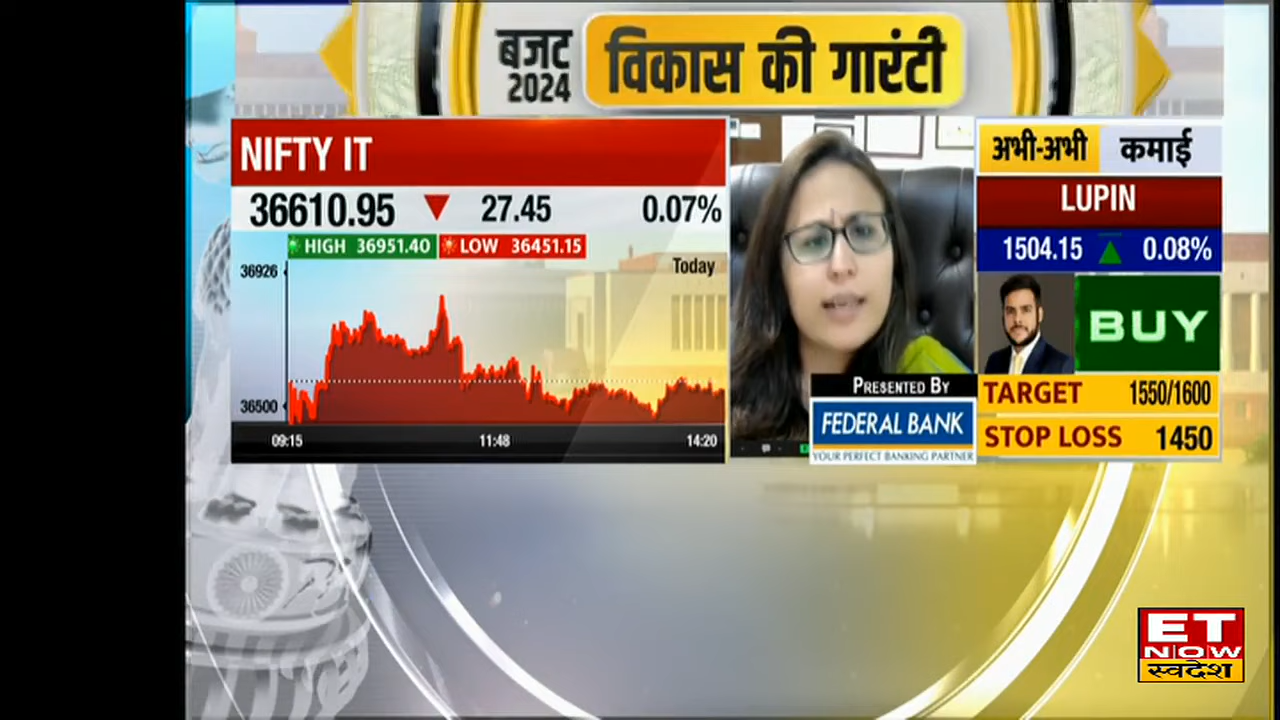 बजट
2024
विकास की गारंटी
NIFTY IT
36610.95 ▼ 27.45 0.07%
HIGH 36951.40 LOW 36451.15
Today
36926
36500
09:15 11:48 14:20
PRESENTED BY
FEDERAL BANK
YOUR PERFECT BANKING PARTNER
अभी-अभी कमाई
LUPIN
1504.15 ▲ 0.08%
BUY
TARGET 1550/1600
STOP LOSS 1450
ET
NOW
स्वदेश